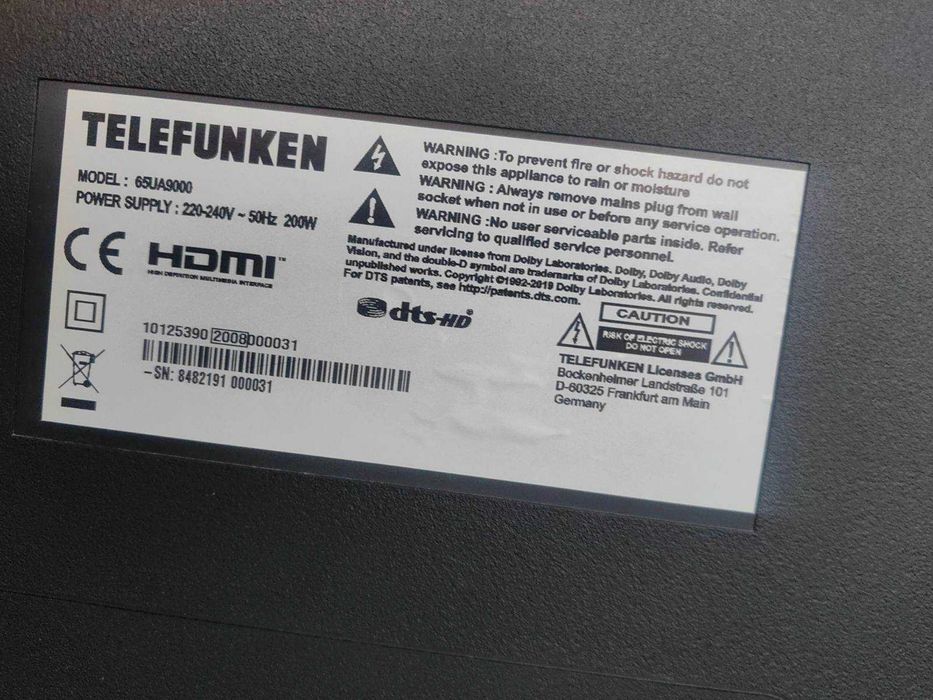 TELEFUNKEN
MODEL : 65UA9000
POWER SUPPLY : 220-240V ~ 50Hz 200W
CE
HDMI™
HIGH DEFINITION MULTIMEDIA INTERFACE
10125390 2008 000031
-SN: 8482191 000031
WARNING :To prevent fire or shock hazard do not
expose this appliance to rain or moisture
WARNING : Always remove mains plug from wall
socket when not in use or before any service operation.
WARNING :No user serviceable parts inside. Refer
servicing to qualified service personnel.
Manufactured under license from Dolby Laboratories. Dolby, Dolby Audio, Dolby
Vision, and the double-D symbol are trademarks of Dolby Laboratories. Confidential
unpublished works. Copyright ©1992-2019 Dolby Laboratories. All rights reserved.
For DTS patents, see http://patents.dts.com.
dts-HD®
CAUTION
RISK OF ELECTRIC SHOCK
DO NOT OPEN
TELEFUNKEN Licenses GmbH
Bockenheimer Landstraße 101
D-60325 Frankfurt am Main
Germany